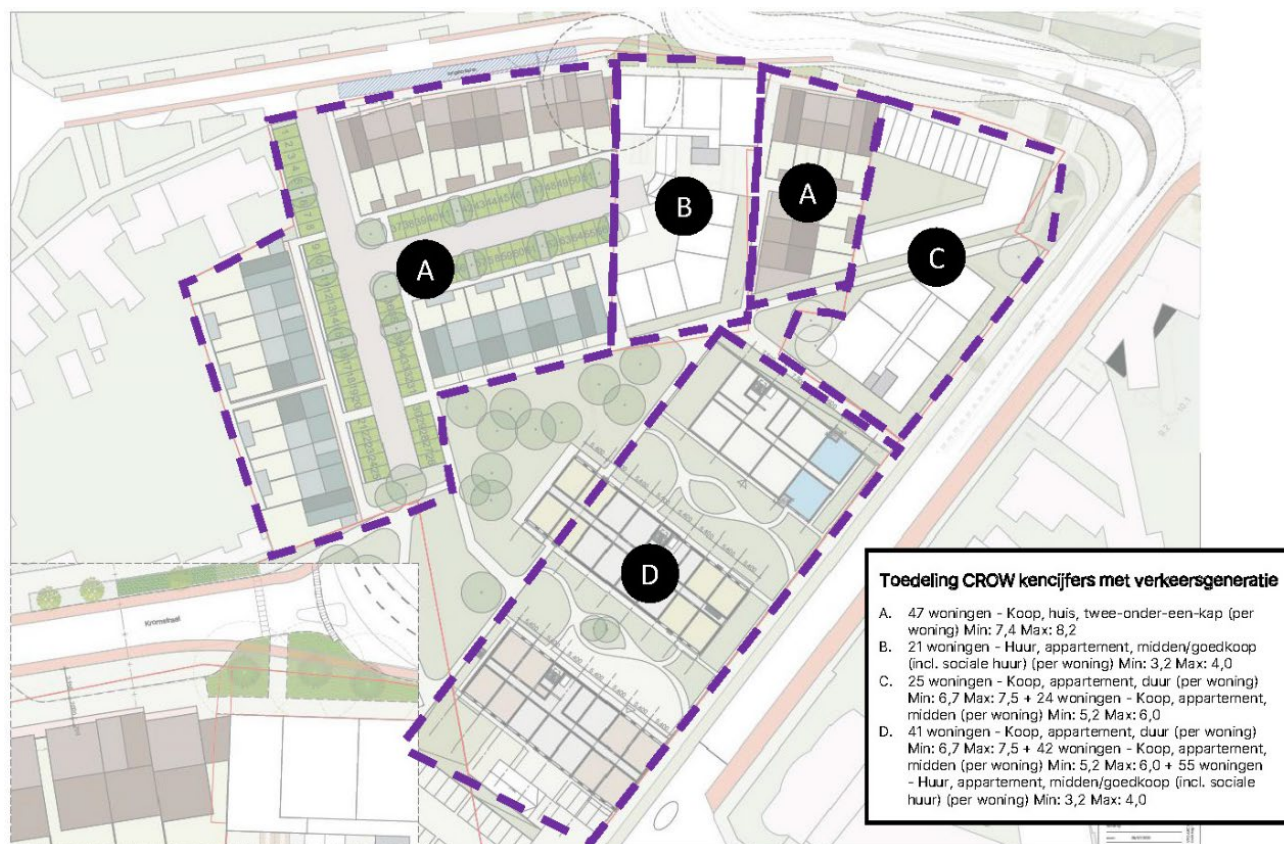 A
B
A
C
D
Kromstraat
Toedeling CROW kencijfers met verkeersgeneratie
A. 47 woningen - Koop, huis, twee-onder-een-kap (per
woning) Min: 7,4 Max: 8,2
B. 21 woningen - Huur, appartement, midden/goedkoop
(incl. sociale huur) (per woning) Min: 3,2 Max: 4,0
C. 25 woningen - Koop, appartement, duur (per woning)
Min: 6,7 Max: 7,5 + 24 woningen - Koop, appartement,
midden (per woning) Min: 5,2 Max: 6,0
D. 41 woningen - Koop, appartement, duur (per woning)
Min: 6,7 Max: 7,5 + 42 woningen - Koop, appartement,
midden (per woning) Min: 5,2 Max: 6,0 + 55 woningen
- Huur, appartement, midden/goedkoop (incl. sociale
huur) (per woning) Min: 3,2 Max: 4,0